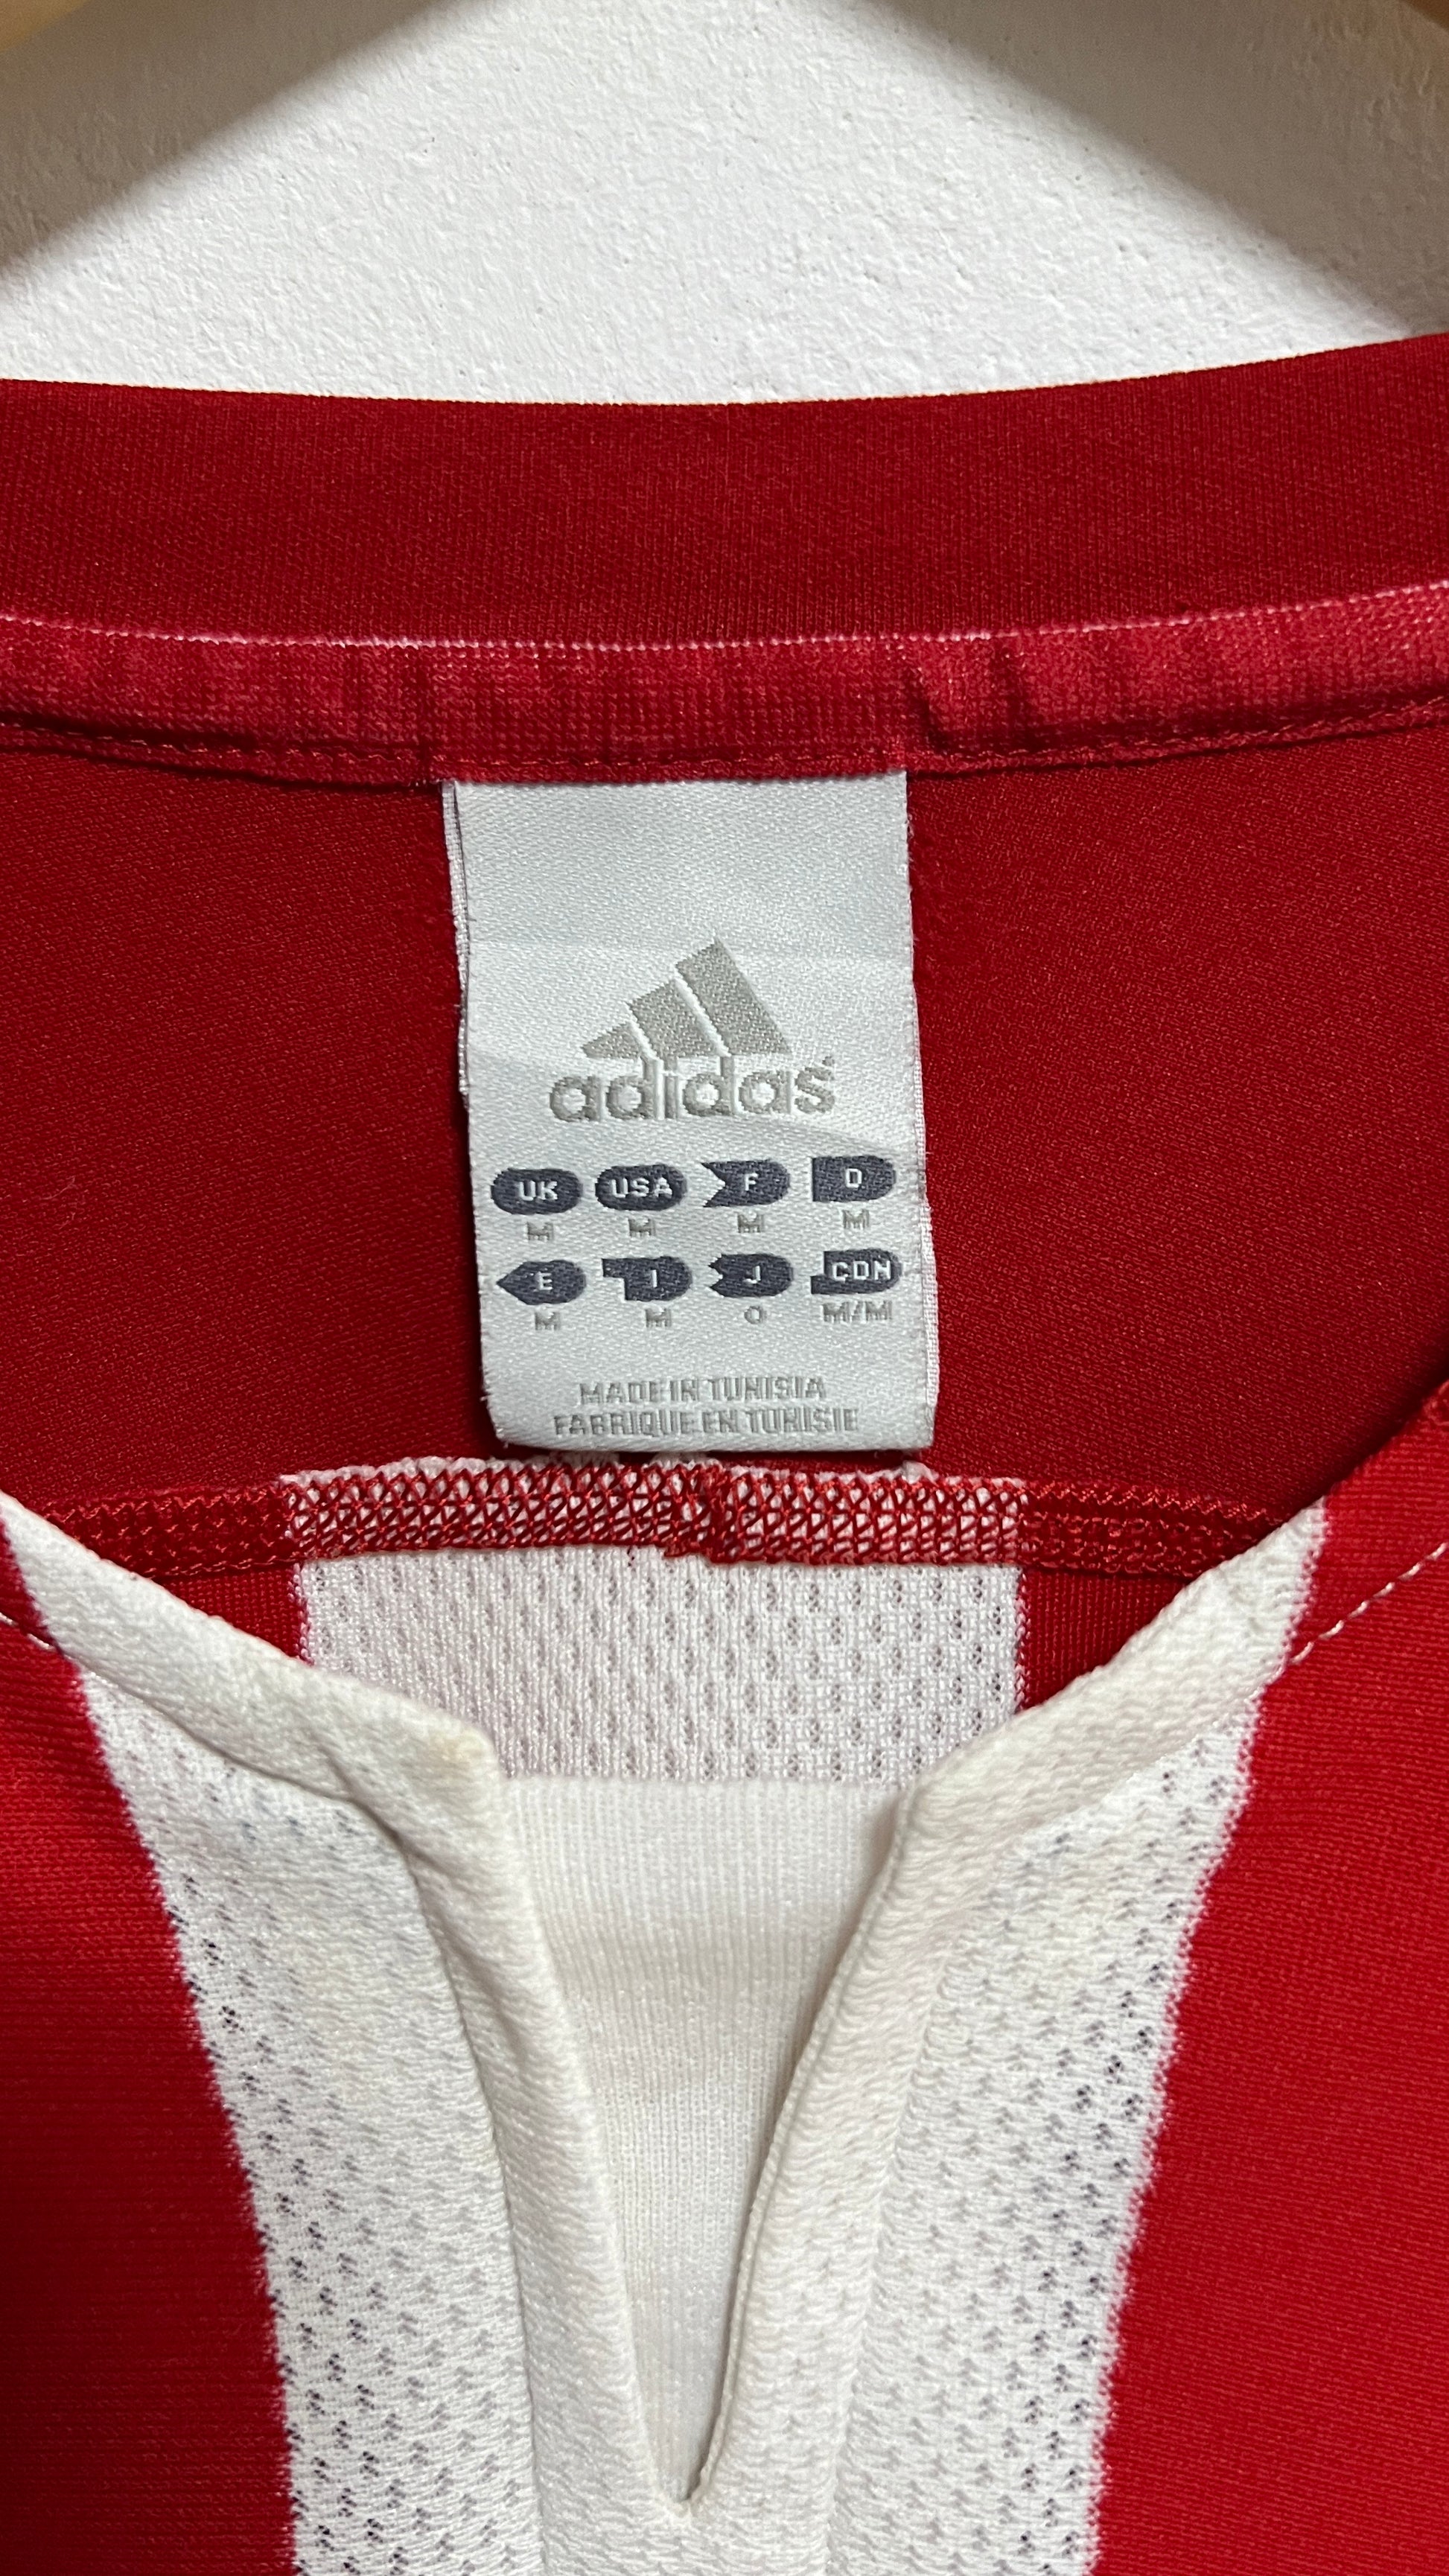 adidas®
UK USA F D
M M M M
E I J CDN
M M O M/M
MADE IN TUNISIA
FABRIQUE EN TUNISIE